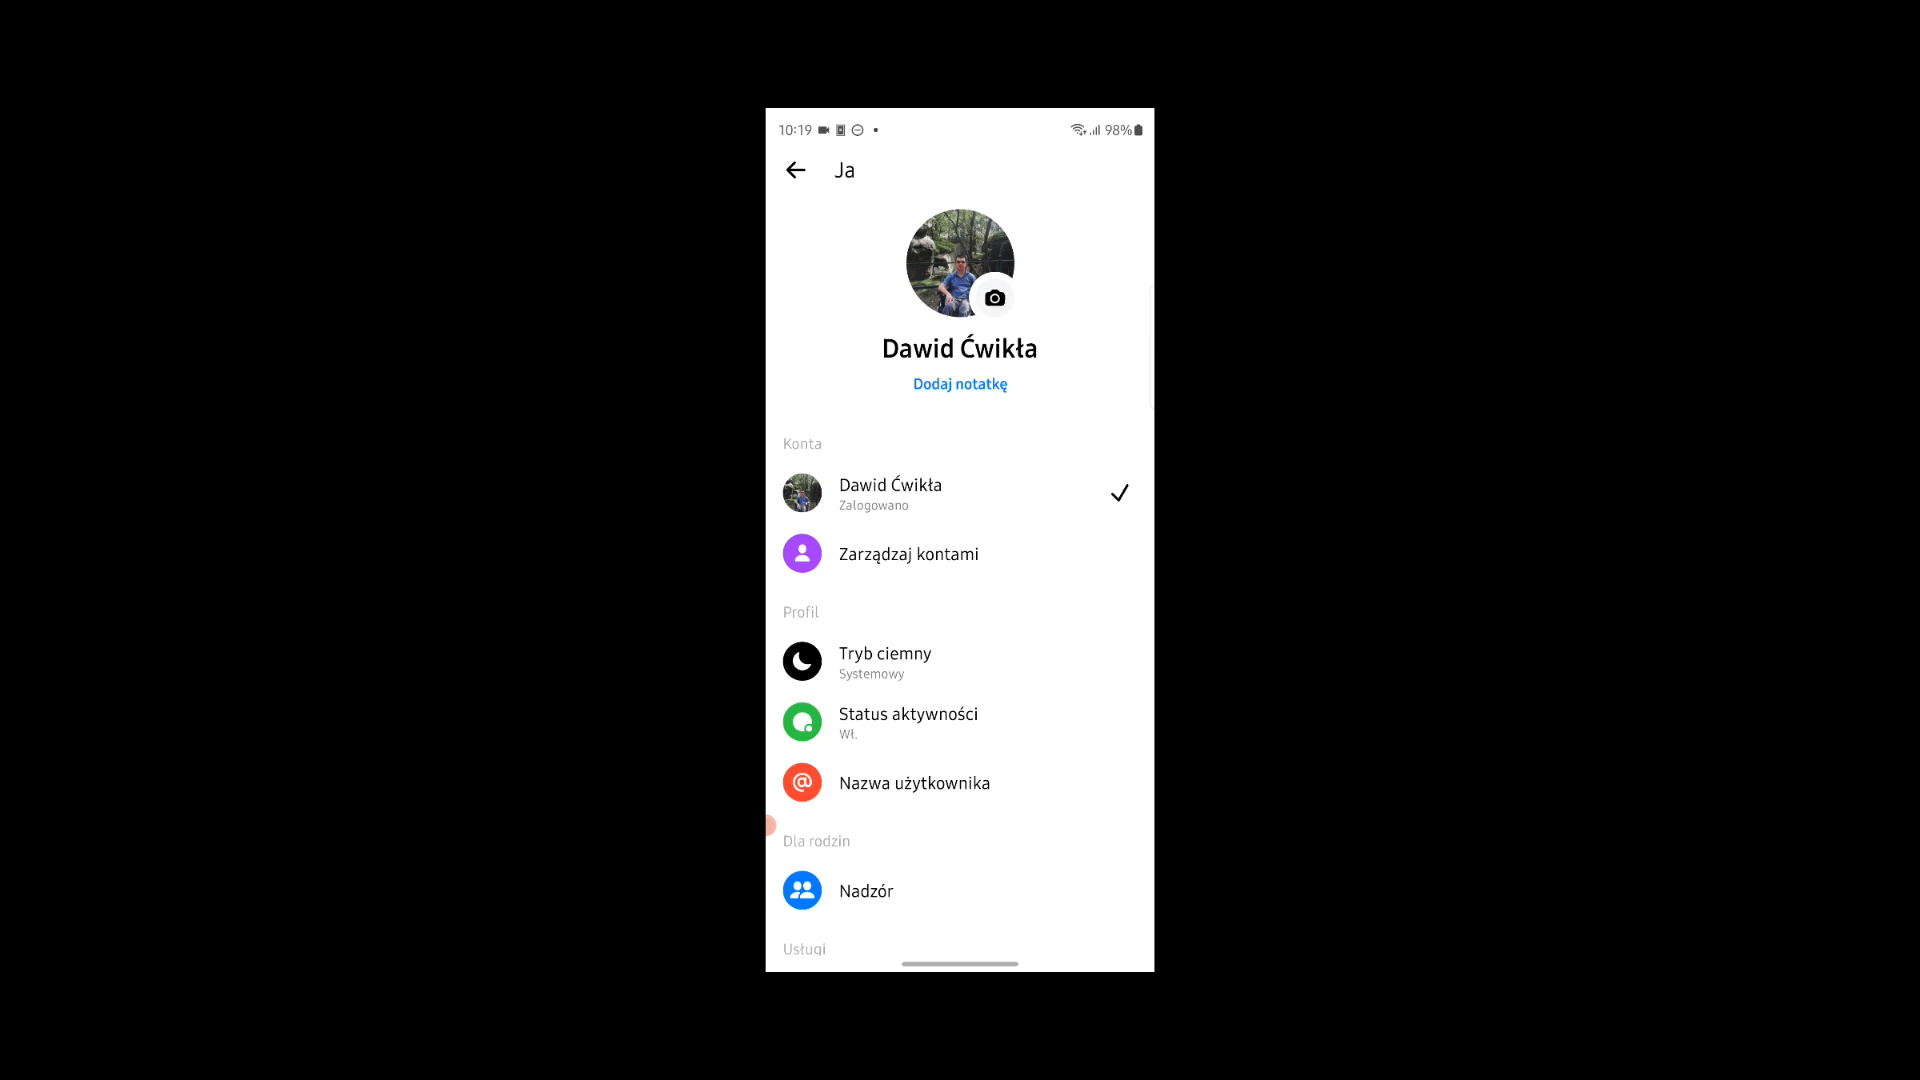 10:19
98%
Ja
Dawid Ćwikła
Dodaj notatkę
Konta
Dawid Ćwikła
Zalogowano
Zarządzaj kontami
Profil
Tryb ciemny
Systemowy
Status aktywności
Wł.
Nazwa użytkownika
Dla rodzin
Nadzór
Usługi